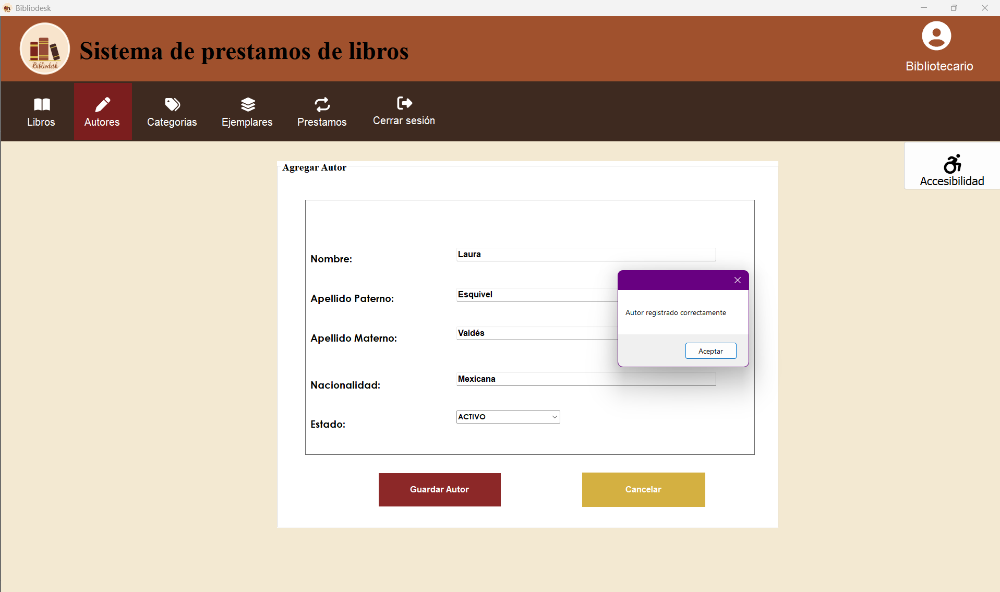 Bibliodesk
Bibliodesk
Sistema de prestamos de libros
Bibliotecario
Libros
Autores
Categorias
Ejemplares
Prestamos
Cerrar sesión
Accesibilidad
Agregar Autor
Nombre:
Laura
Apellido Paterno:
Esquivel
Autor registrado correctamente
Apellido Materno:
Valdés
Aceptar
Nacionalidad:
Mexicana
Estado:
ACTIVO
Guardar Autor
Cancelar